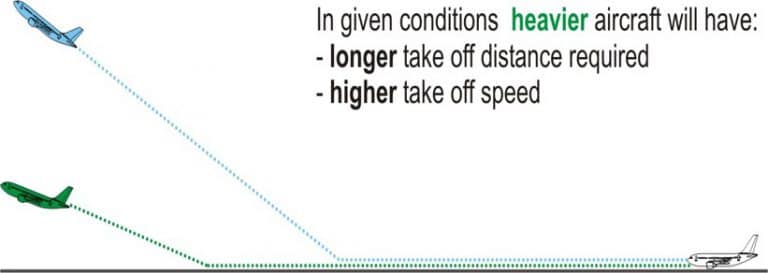 In given conditions heavier aircraft will have:
- longer take off distance required
- higher take off speed